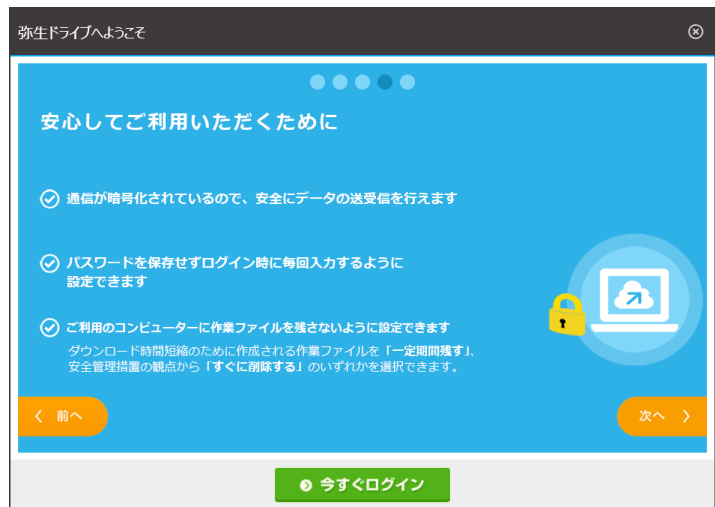 弥生ドライブへようこそ
安心してご利用いただくために
通信が暗号化されているので、安全にデータの送受信を行えます
パスワードを保存せずログイン時に毎回入力するように
設定できます
ご利用のコンピューターに作業ファイルを残さないように設定できます
ダウンロード時間短縮のために作成される作業ファイルを「一定期間残す」、
安全管理措置の観点から「すぐに削除する」のいずれかを選択できます。
前へ
次へ
今すぐログイン